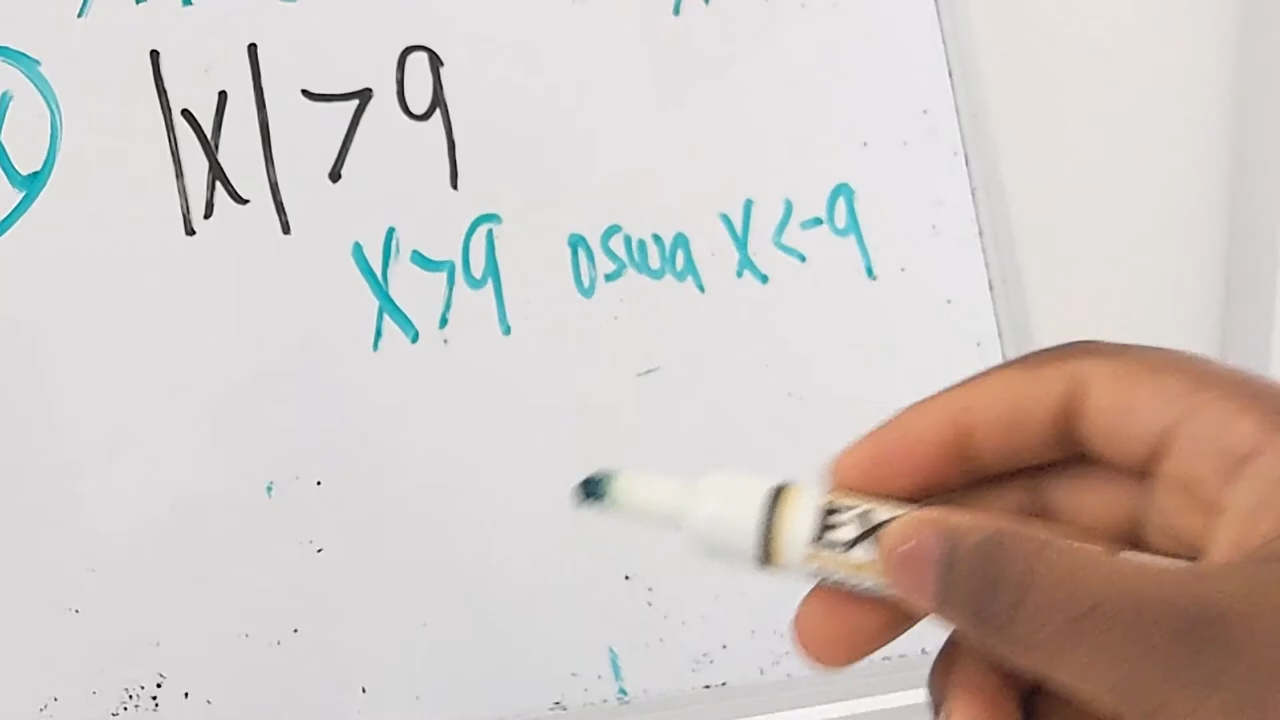 |x| > 9
x > 9 oswa x < -9